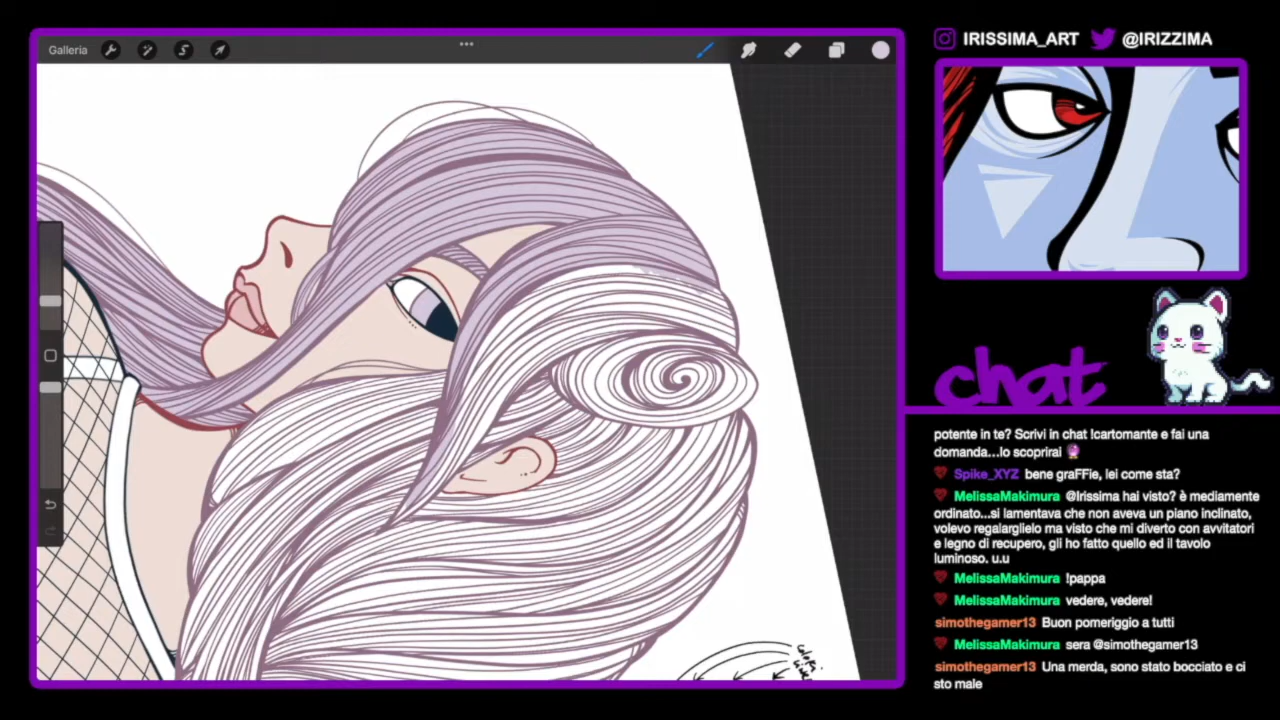 Galleria
IRISSIMA_ART @IRIZZIMA
chat
potente in te? Scrivi in chat !cartomante e fai una
domanda...lo scoprirai
Spike_XYZ bene graFFie, lei come sta?
MelissaMakimura @Irissima hai visto? è mediamente
ordinato...si lamentava che non aveva un piano inclinato,
volevo regalarglielo ma visto che mi diverto con avvitatori
e legno di recupero, gli ho fatto quello ed il tavolo
luminoso. u.u
MelissaMakimura !pappa
MelissaMakimura vedere, vedere!
simothegamer13 Buon pomeriggio a tutti
MelissaMakimura sera @simothegamer13
simothegamer13 Una merda, sono stato bocciato e ci
sto male